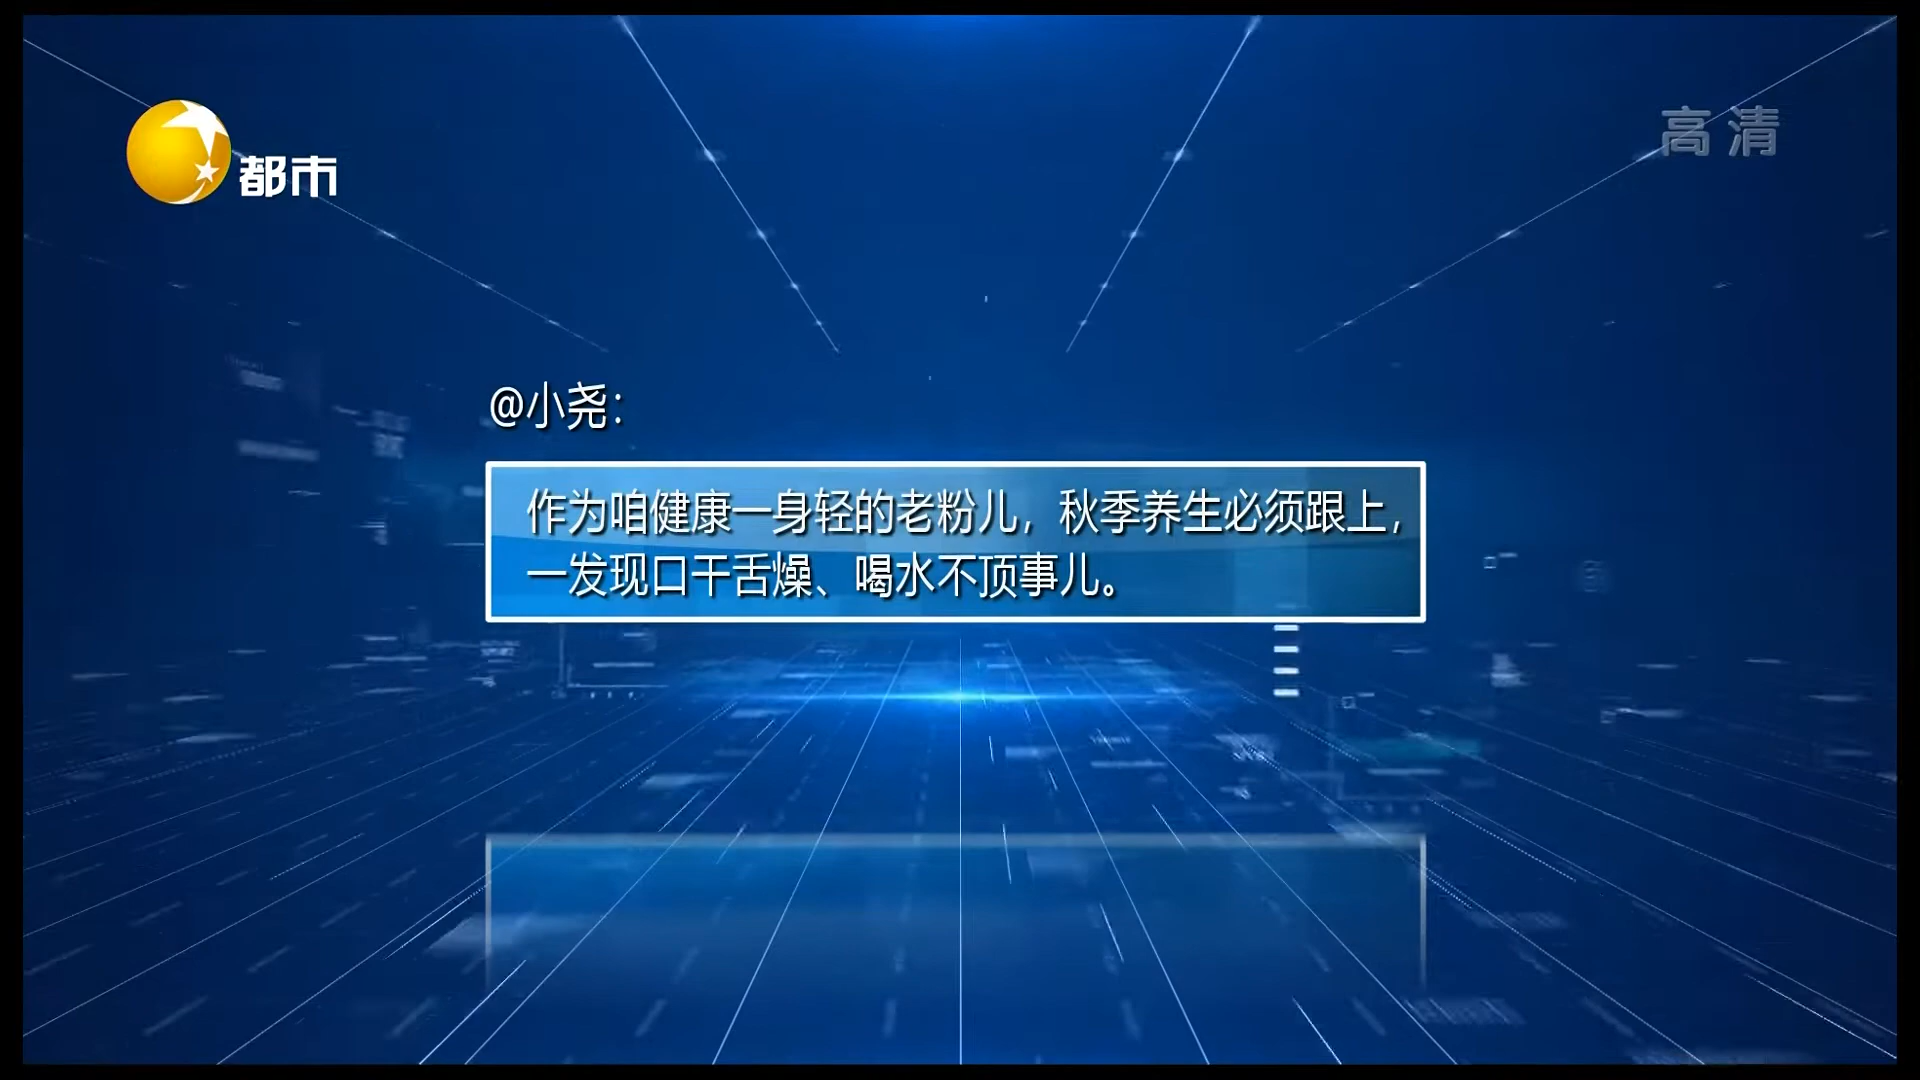 都市
高清
@小尧：
作为咱健康一身轻的老粉儿，秋季养生必须跟上，
一发现口干舌燥、喝水不顶事儿。